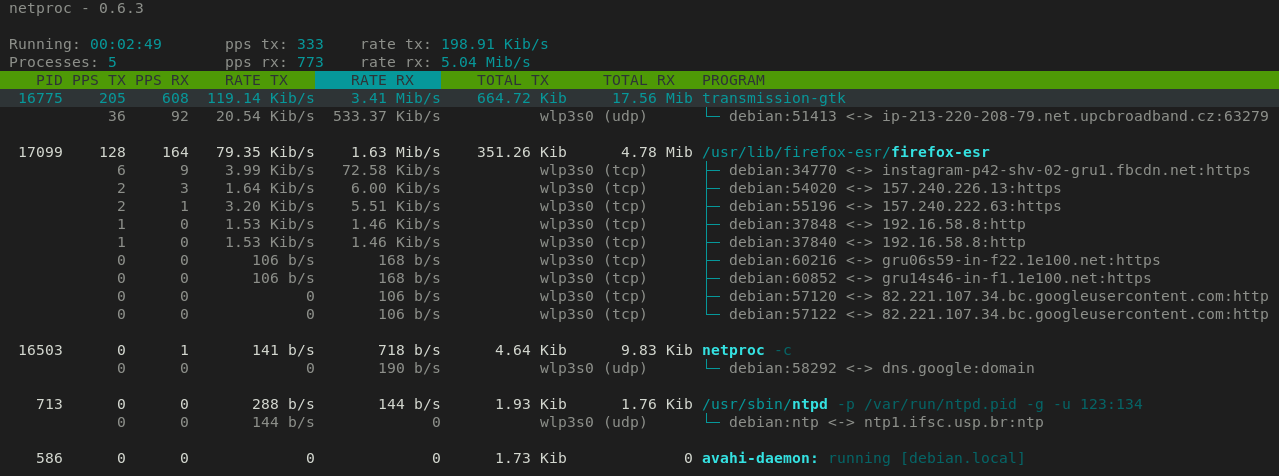 netproc - 0.6.3
Running: 00:02:49 pps tx: 333 rate tx: 198.91 Kib/s
Processes: 5 pps rx: 773 rate rx: 5.04 Mib/s
PID PPS TX PPS RX RATE TX RATE RX TOTAL TX TOTAL RX PROGRAM
16775 205 608 119.14 Kib/s 3.41 Mib/s 664.72 Kib 17.56 Mib transmission-gtk
36 92 20.54 Kib/s 533.37 Kib/s wlp3s0 (udp) └─ debian:51413 <-> ip-213-220-208-79.net.upcbroadband.cz:63279
17099 128 164 79.35 Kib/s 1.63 Mib/s 351.26 Kib 4.78 Mib /usr/lib/firefox-esr/firefox-esr
6 9 3.99 Kib/s 72.58 Kib/s wlp3s0 (tcp) ├─ debian:34770 <-> instagram-p42-shv-02-gru1.fbcdn.net:https
2 3 1.64 Kib/s 6.00 Kib/s wlp3s0 (tcp) ├─ debian:54020 <-> 157.240.226.13:https
2 1 3.20 Kib/s 5.51 Kib/s wlp3s0 (tcp) ├─ debian:55196 <-> 157.240.222.63:https
1 0 1.53 Kib/s 1.46 Kib/s wlp3s0 (tcp) ├─ debian:37848 <-> 192.16.58.8:http
1 0 1.53 Kib/s 1.46 Kib/s wlp3s0 (tcp) ├─ debian:37840 <-> 192.16.58.8:http
0 0 106 b/s 168 b/s wlp3s0 (tcp) ├─ debian:60216 <-> gru06s59-in-f22.1e100.net:https
0 0 106 b/s 168 b/s wlp3s0 (tcp) ├─ debian:60852 <-> gru14s46-in-f1.1e100.net:https
0 0 0 106 b/s wlp3s0 (tcp) ├─ debian:57120 <-> 82.221.107.34.bc.googleusercontent.com:http
0 0 0 106 b/s wlp3s0 (tcp) └─ debian:57122 <-> 82.221.107.34.bc.googleusercontent.com:http
16503 0 1 141 b/s 718 b/s 4.64 Kib 9.83 Kib netproc -c
0 0 0 190 b/s wlp3s0 (udp) └─ debian:58292 <-> dns.google:domain
713 0 0 288 b/s 144 b/s 1.93 Kib 1.76 Kib /usr/sbin/ntpd -p /var/run/ntpd.pid -g -u 123:134
0 0 144 b/s 0 wlp3s0 (udp) └─ debian:ntp <-> ntp1.ifsc.usp.br:ntp
586 0 0 0 0 1.73 Kib 0 avahi-daemon: running [debian.local]